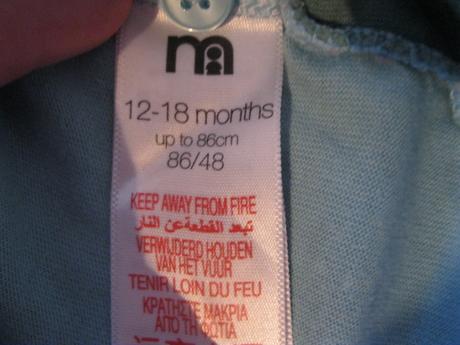 m
12-18 months
up to 86cm
86/48
KEEP AWAY FROM FIRE
تبعد القطعة عن النار
VERWIJDERD HOUDEN
VAN HET VUUR
TENIR LOIN DU FEU
ΚΡΑΤΗΣΤΕ ΜΑΚΡΙΑ
ΑΠΟ ΤΗ ΦΩΤΙΑ